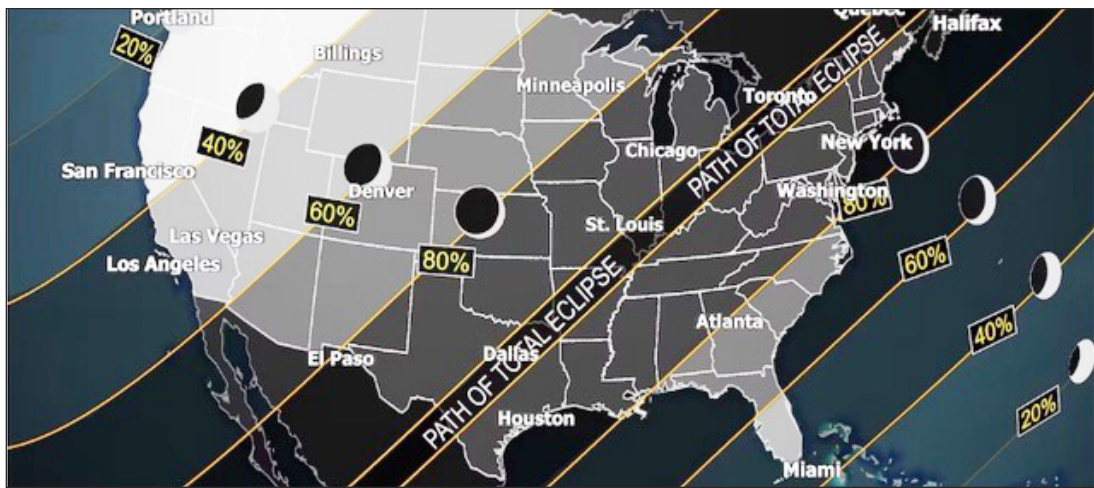 Portland
Quebec
Halifax
20%
Billings
Minneapolis
Toronto
PATH OF TOTAL ECLIPSE
40%
San Francisco
Chicago
New York
Denver
Washington
80%
60%
St. Louis
Las Vegas
Los Angeles
80%
60%
PATH OF TOTAL ECLIPSE
Atlanta
40%
El Paso
Dallas
Houston
20%
Miami